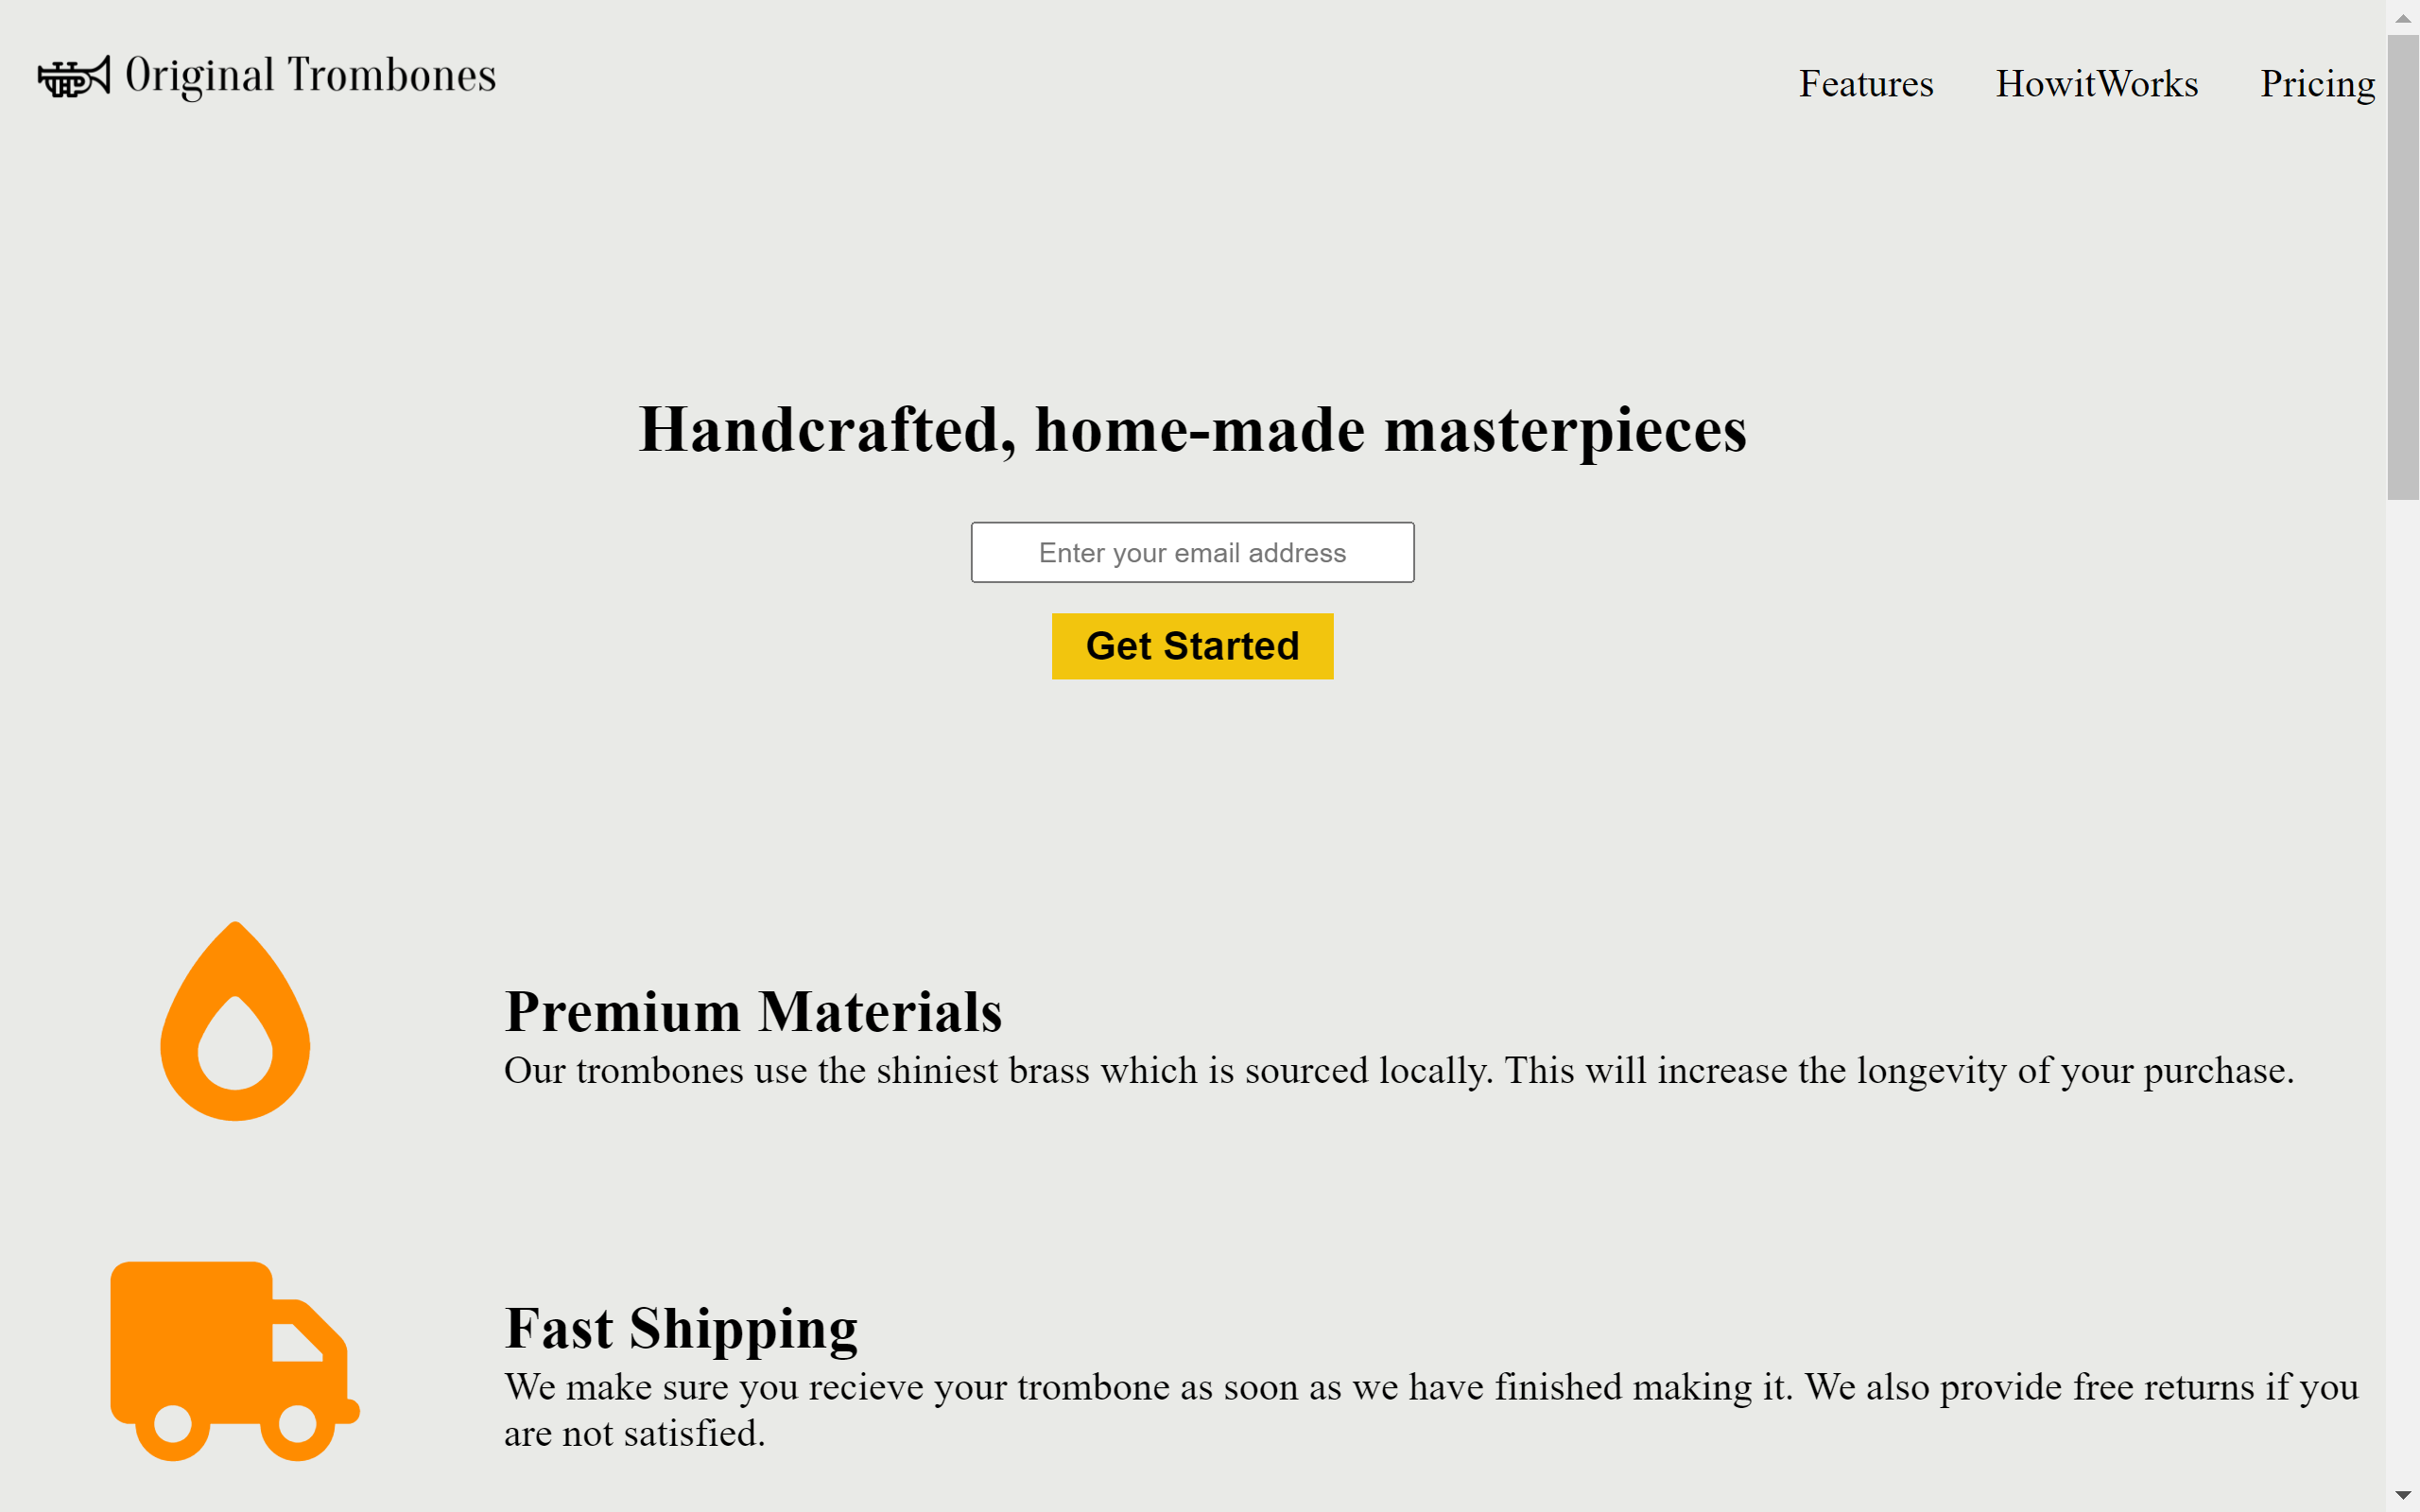 Original Trombones
Features HowitWorks Pricing
Handcrafted, home-made masterpieces
Enter your email address
Get Started
Premium Materials
Our trombones use the shiniest brass which is sourced locally. This will increase the longevity of your purchase.
Fast Shipping
We make sure you recieve your trombone as soon as we have finished making it. We also provide free returns if you
are not satisfied.